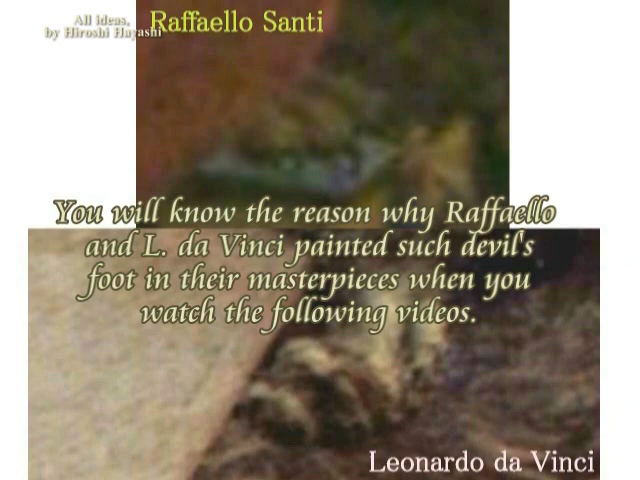 All ideas,
by Hiroshi Hayashi
Raffaello Santi
You will know the reason why Raffaello
and L. da Vinci painted such devil's
foot in their masterpieces when you
watch the following videos.
Leonardo da Vinci